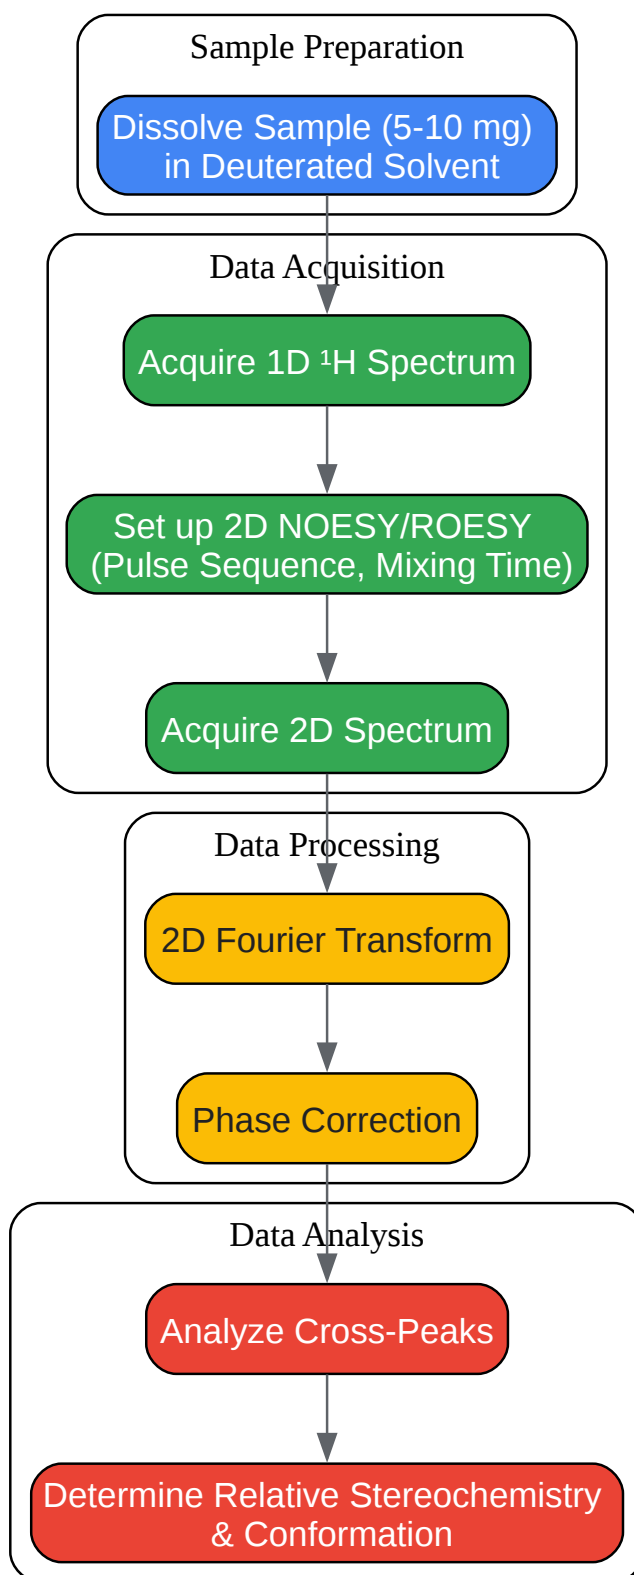 Sample Preparation
Dissolve Sample (5-10 mg)
in Deuterated Solvent
Data Acquisition
Acquire 1D ¹H Spectrum
Set up 2D NOESY/ROESY
(Pulse Sequence, Mixing Time)
Acquire 2D Spectrum
Data Processing
2D Fourier Transform
Phase Correction
Data Analysis
Analyze Cross-Peaks
Determine Relative Stereochemistry
& Conformation